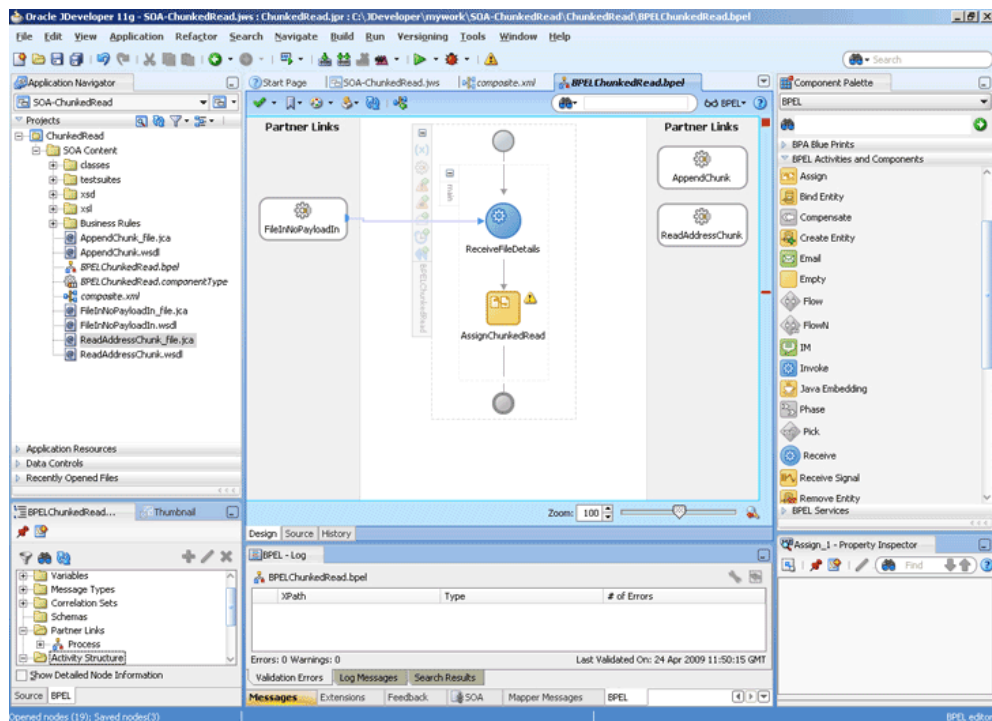 Oracle JDeveloper 11g - SOA-ChunkedRead.jws : ChunkedRead.jpr : C:\JDeveloper\mywork\SOA-ChunkedRead\ChunkedRead\BPELChunkedRead.bpel
File Edit View Application Refactor Search Navigate Build Run Versioning Tools Window Help
Search
Application Navigator
SOA-ChunkedRead
Projects
ChunkedRead
SOA Content
classes
testsuites
xsd
xsl
Business Rules
AppendChunk_file.jca
AppendChunk.wsdl
BPELChunkedRead.bpel
BPELChunkedRead.componentType
composite.xml
FileInNoPayloadIn_file.jca
FileInNoPayloadIn.wsdl
ReadAddressChunk_file.jca
ReadAddressChunk.wsdl
Application Resources
Data Controls
Recently Opened Files
BPELChunkedRead... Thumbnail
Variables
Message Types
Correlation Sets
Schemas
Partner Links
Process
Activity Structure
Show Detailed Node Information
Source BPEL
Start Page SOA-ChunkedRead.jws composite.xml BPELChunkedRead.bpel
BPEL
Partner Links
FileInNoPayloadIn
BPELChunkedRead
main
ReceiveFileDetails
AssignChunkedRead
Partner Links
AppendChunk
ReadAddressChunk
Zoom: 100
Design Source History
BPEL - Log
BPELChunkedRead.bpel
XPath Type # of Errors
Errors: 0 Warnings: 0 Last Validated On: 24 Apr 2009 11:50:15 GMT
Validation Errors Log Messages Search Results
Messages Extensions Feedback SOA Mapper Messages BPEL
Component Palette
BPEL
BPA Blue Prints
BPEL Activities and Components
Assign
Bind Entity
Compensate
Create Entity
Email
Empty
Flow
FlowN
IM
Invoke
Java Embedding
Phase
Pick
Receive
Receive Signal
Remove Entity
BPEL Services
Assign_1 - Property Inspector
Find
Opened nodes (19); Saved nodes(3) BPEL editor